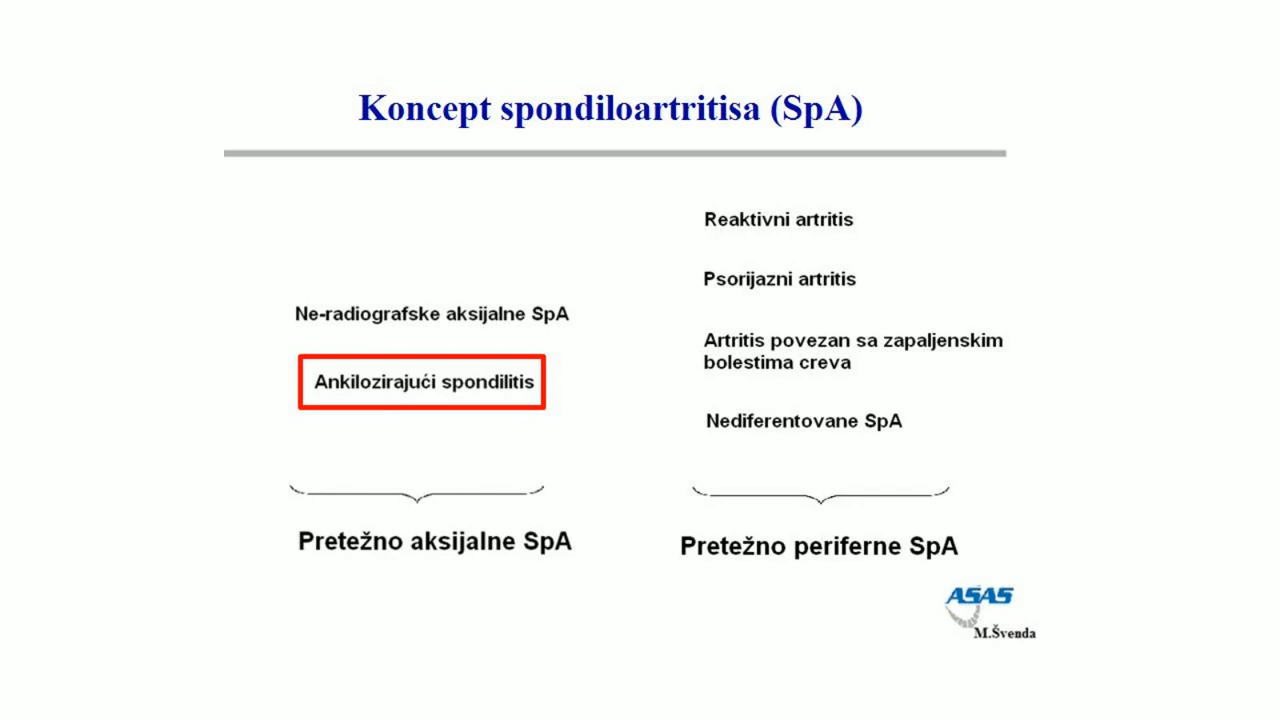 Koncept spondiloartritisa (SpA)
Ne-radiografske aksijalne SpA
Ankilozirajući spondilitis
Pretežno aksijalne SpA
Reaktivni artritis
Psorijazni artritis
Artritis povezan sa zapaljenskim
bolestima creva
Nediferentovane SpA
Pretežno periferne SpA
ASAS
M.Švenda